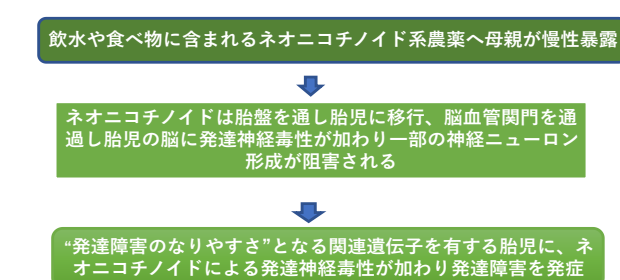 飲水や食べ物に含まれるネオニコチノイド系農薬へ母親が慢性暴露
ネオニコチノイドは胎盤を通し胎児に移行、脳血管関門を通
過し胎児の脳に発達神経毒性が加わり一部の神経ニューロン
形成が阻害される
“発達障害のなりやすさ”となる関連遺伝子を有する胎児に、ネ
オニコチノイドによる発達神経毒性が加わり発達障害を発症